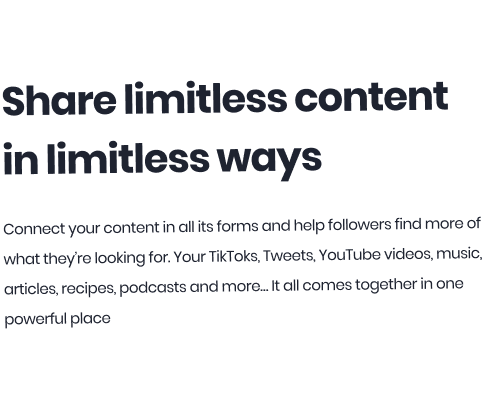 Share limitless content
in limitless ways
Connect your content in all its forms and help followers find more of
what they're looking for. Your TikToks, Tweets, YouTube videos, music,
articles, recipes, podcasts and more... It all comes together in one
powerful place